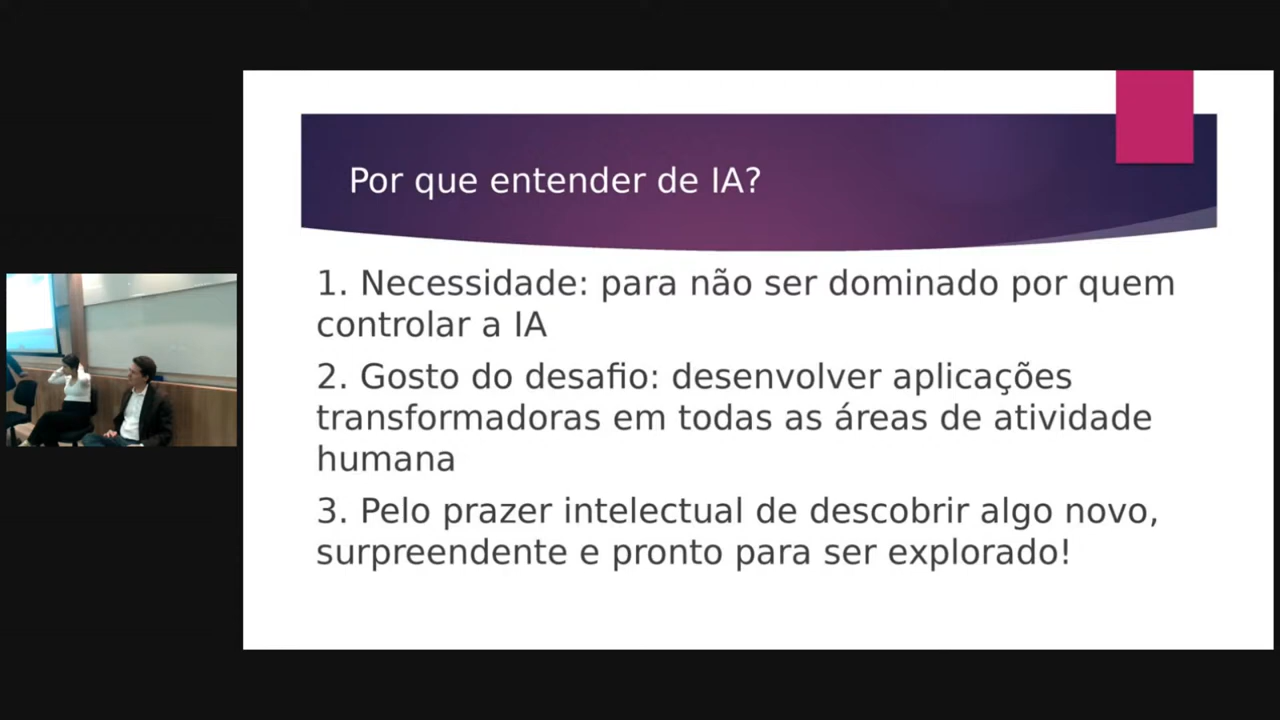 Por que entender de IA?
1. Necessidade: para não ser dominado por quem
controlar a IA
2. Gosto do desafio: desenvolver aplicações
transformadoras em todas as áreas de atividade
humana
3. Pelo prazer intelectual de descobrir algo novo,
surpreendente e pronto para ser explorado!